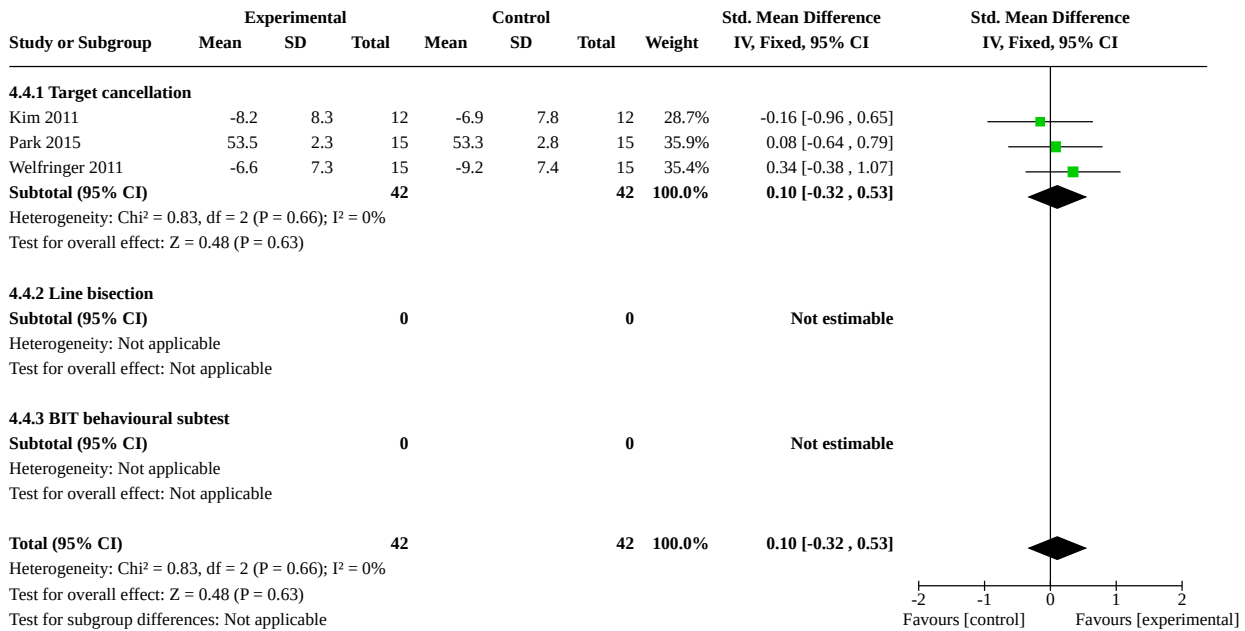 Experimental Control Std. Mean Difference Std. Mean Difference
Study or Subgroup Mean SD Total Mean SD Total Weight IV, Fixed, 95% CI IV, Fixed, 95% CI
4.4.1 Target cancellation
Kim 2011 -8.2 8.3 12 -6.9 7.8 12 28.7% -0.16 [-0.96 , 0.65]
Park 2015 53.5 2.3 15 53.3 2.8 15 35.9% 0.08 [-0.64 , 0.79]
Welfringer 2011 -6.6 7.3 15 -9.2 7.4 15 35.4% 0.34 [-0.38 , 1.07]
Subtotal (95% CI) 42 42 100.0% 0.10 [-0.32 , 0.53]
Heterogeneity: Chi² = 0.83, df = 2 (P = 0.66); I² = 0%
Test for overall effect: Z = 0.48 (P = 0.63)
4.4.2 Line bisection
Subtotal (95% CI) 0 0 Not estimable
Heterogeneity: Not applicable
Test for overall effect: Not applicable
4.4.3 BIT behavioural subtest
Subtotal (95% CI) 0 0 Not estimable
Heterogeneity: Not applicable
Test for overall effect: Not applicable
Total (95% CI) 42 42 100.0% 0.10 [-0.32 , 0.53]
Heterogeneity: Chi² = 0.83, df = 2 (P = 0.66); I² = 0%
Test for overall effect: Z = 0.48 (P = 0.63) -2 -1 0 1 2
Test for subgroup differences: Not applicable Favours [control] Favours [experimental]